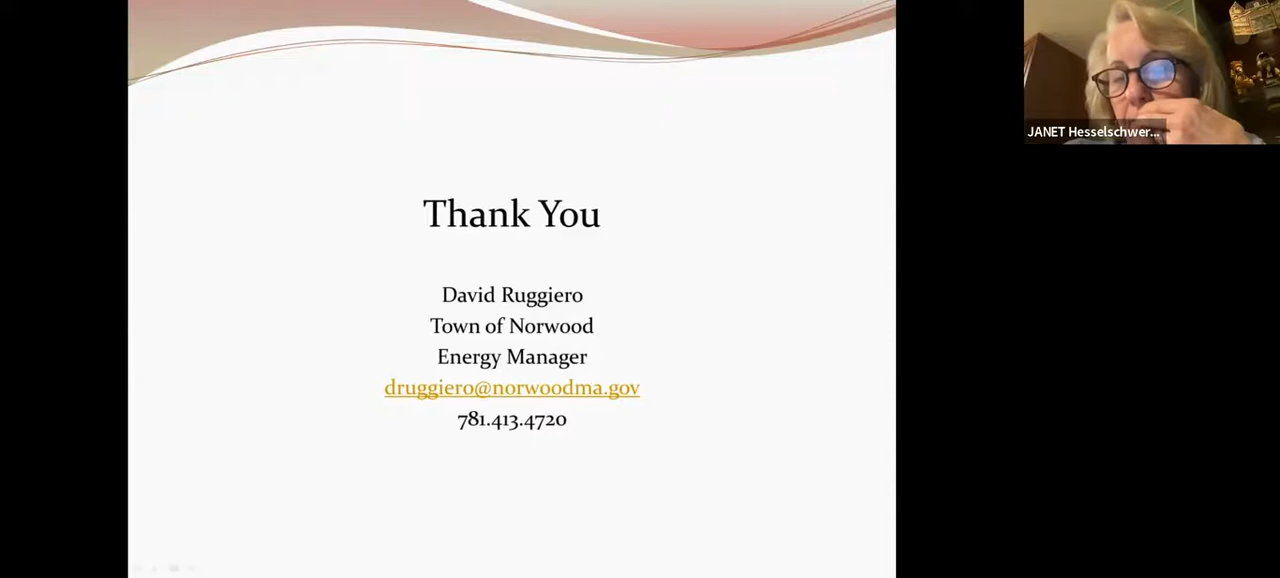 Thank You
David Ruggiero
Town of Norwood
Energy Manager
druggiero@norwoodma.gov
781.413.4720
JANET Hesselschwer...